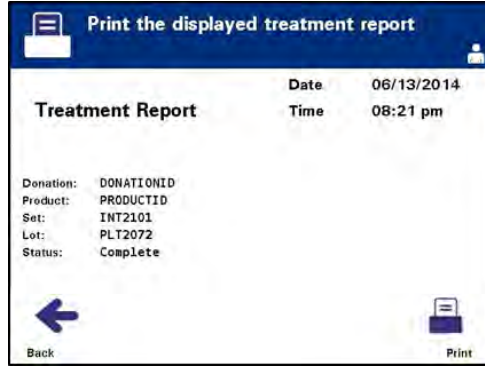 Print the displayed treatment report
Date 06/13/2014
Treatment Report Time 08:21 pm
Donation: DONATIONID
Product: PRODUCTID
Set: INT2101
Lot: PLT2072
Status: Complete
Back Print